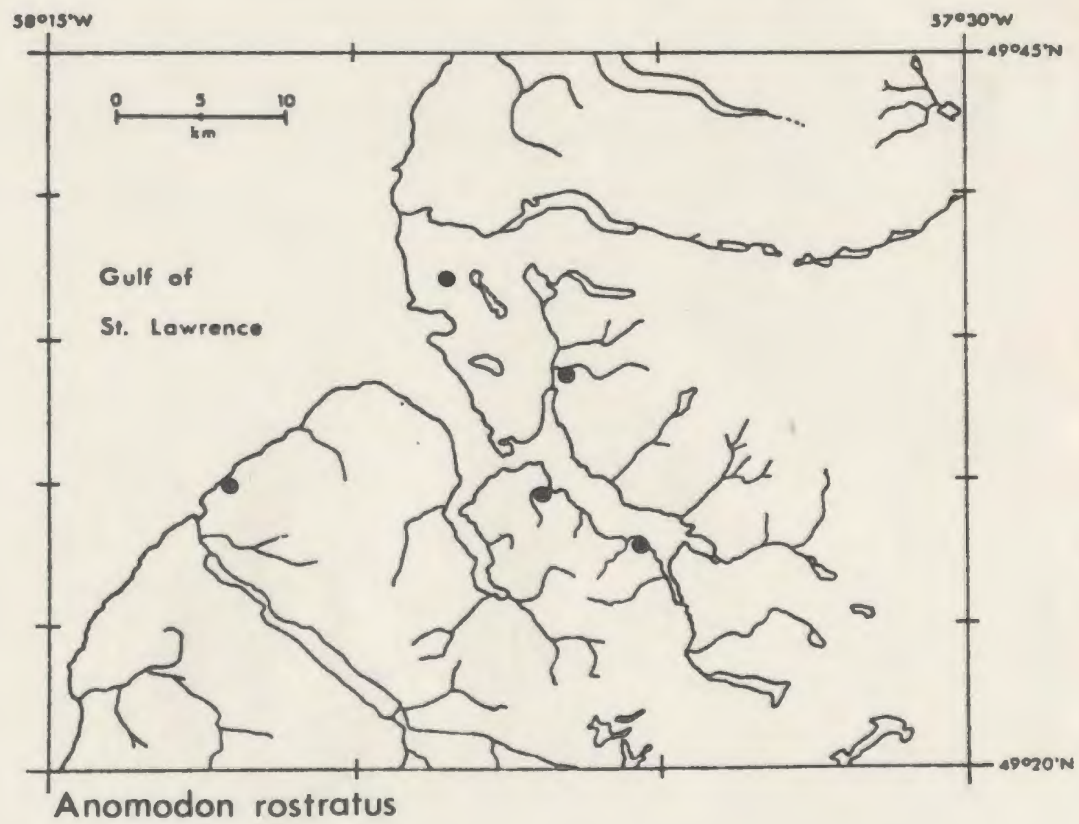 58°15'W
57°30'W
49°45'N
0 5 10
km
Gulf of
St. Lawrence
49°20'N
Anomodon rostratus